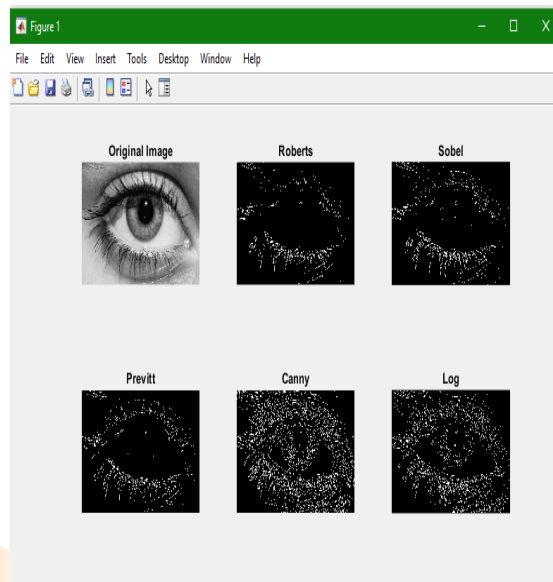 Figure 1
File Edit View Insert Tools Desktop Window Help
Original Image Roberts Sobel
Previtt Canny Log